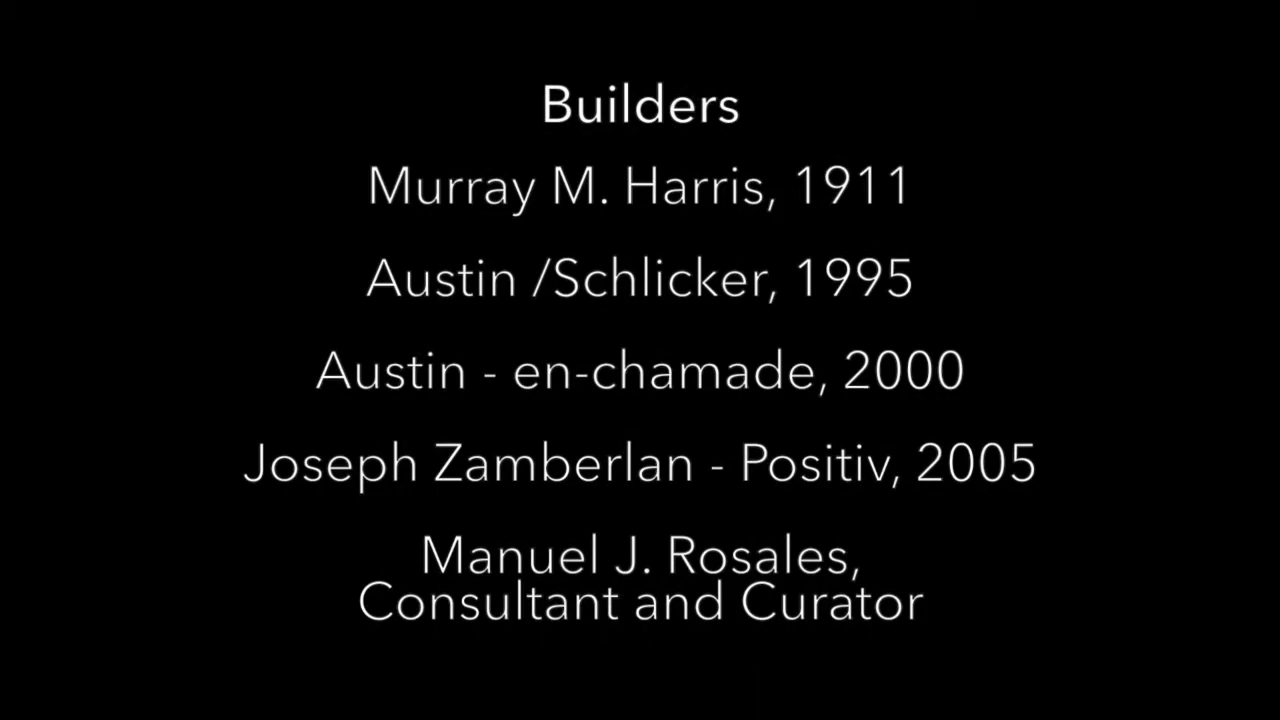 Builders
Murray M. Harris, 1911
Austin /Schlicker, 1995
Austin - en-chamade, 2000
Joseph Zamberlan - Positiv, 2005
Manuel J. Rosales,
Consultant and Curator